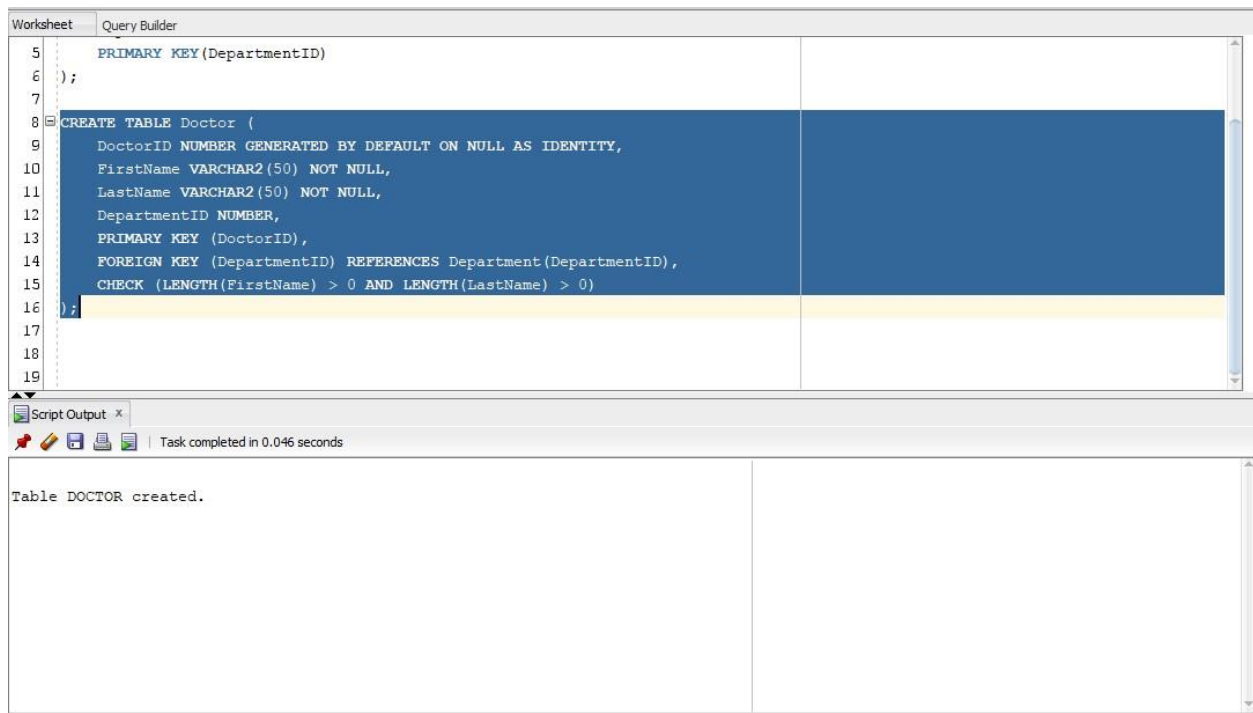 Worksheet Query Builder
5 PRIMARY KEY(DepartmentID)
6 );
7
8 CREATE TABLE Doctor (
9 DoctorID NUMBER GENERATED BY DEFAULT ON NULL AS IDENTITY,
10 FirstName VARCHAR2(50) NOT NULL,
11 LastName VARCHAR2(50) NOT NULL,
12 DepartmentID NUMBER,
13 PRIMARY KEY (DoctorID),
14 FOREIGN KEY (DepartmentID) REFERENCES Department(DepartmentID),
15 CHECK (LENGTH(FirstName) > 0 AND LENGTH(LastName) > 0)
16 );
17
18
19
Script Output x
Task completed in 0.046 seconds
Table DOCTOR created.